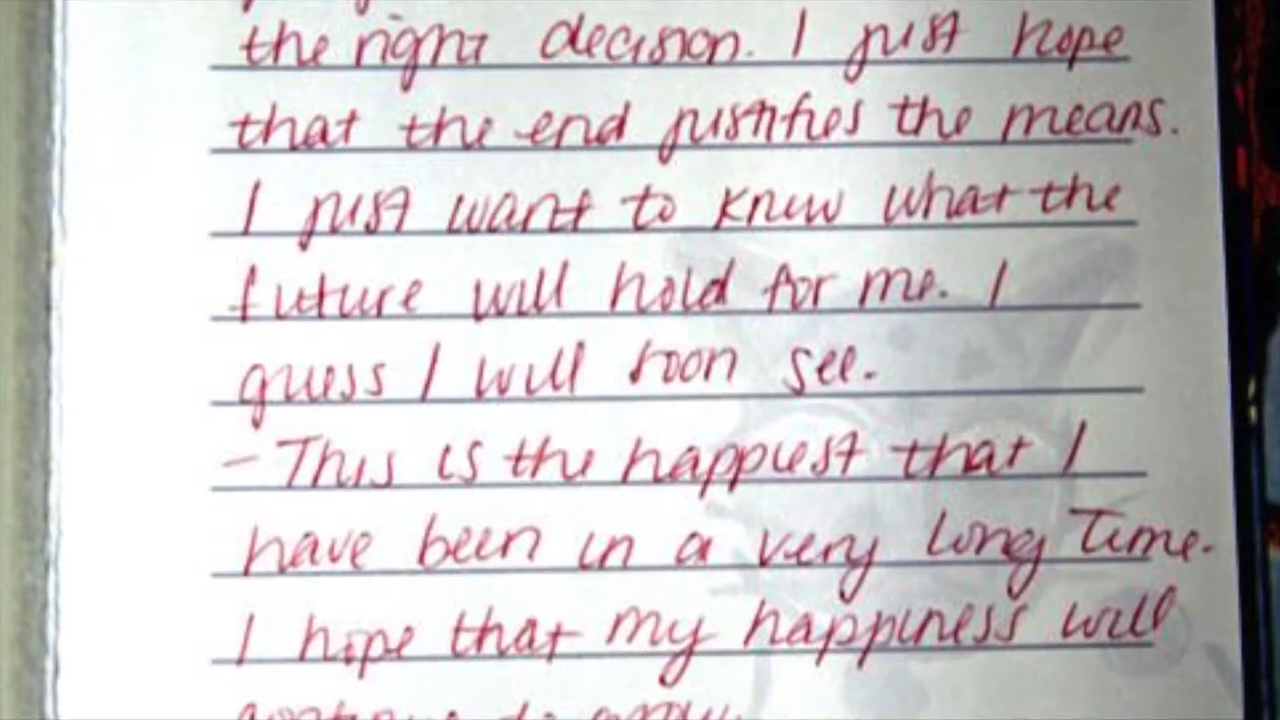 the right decision. I just hope
that the end justifies the means.
I just want to know what the
future will hold for me. I
guess I will soon see.
- This is the happiest that I
have been in a very long time.
I hope that my happiness will